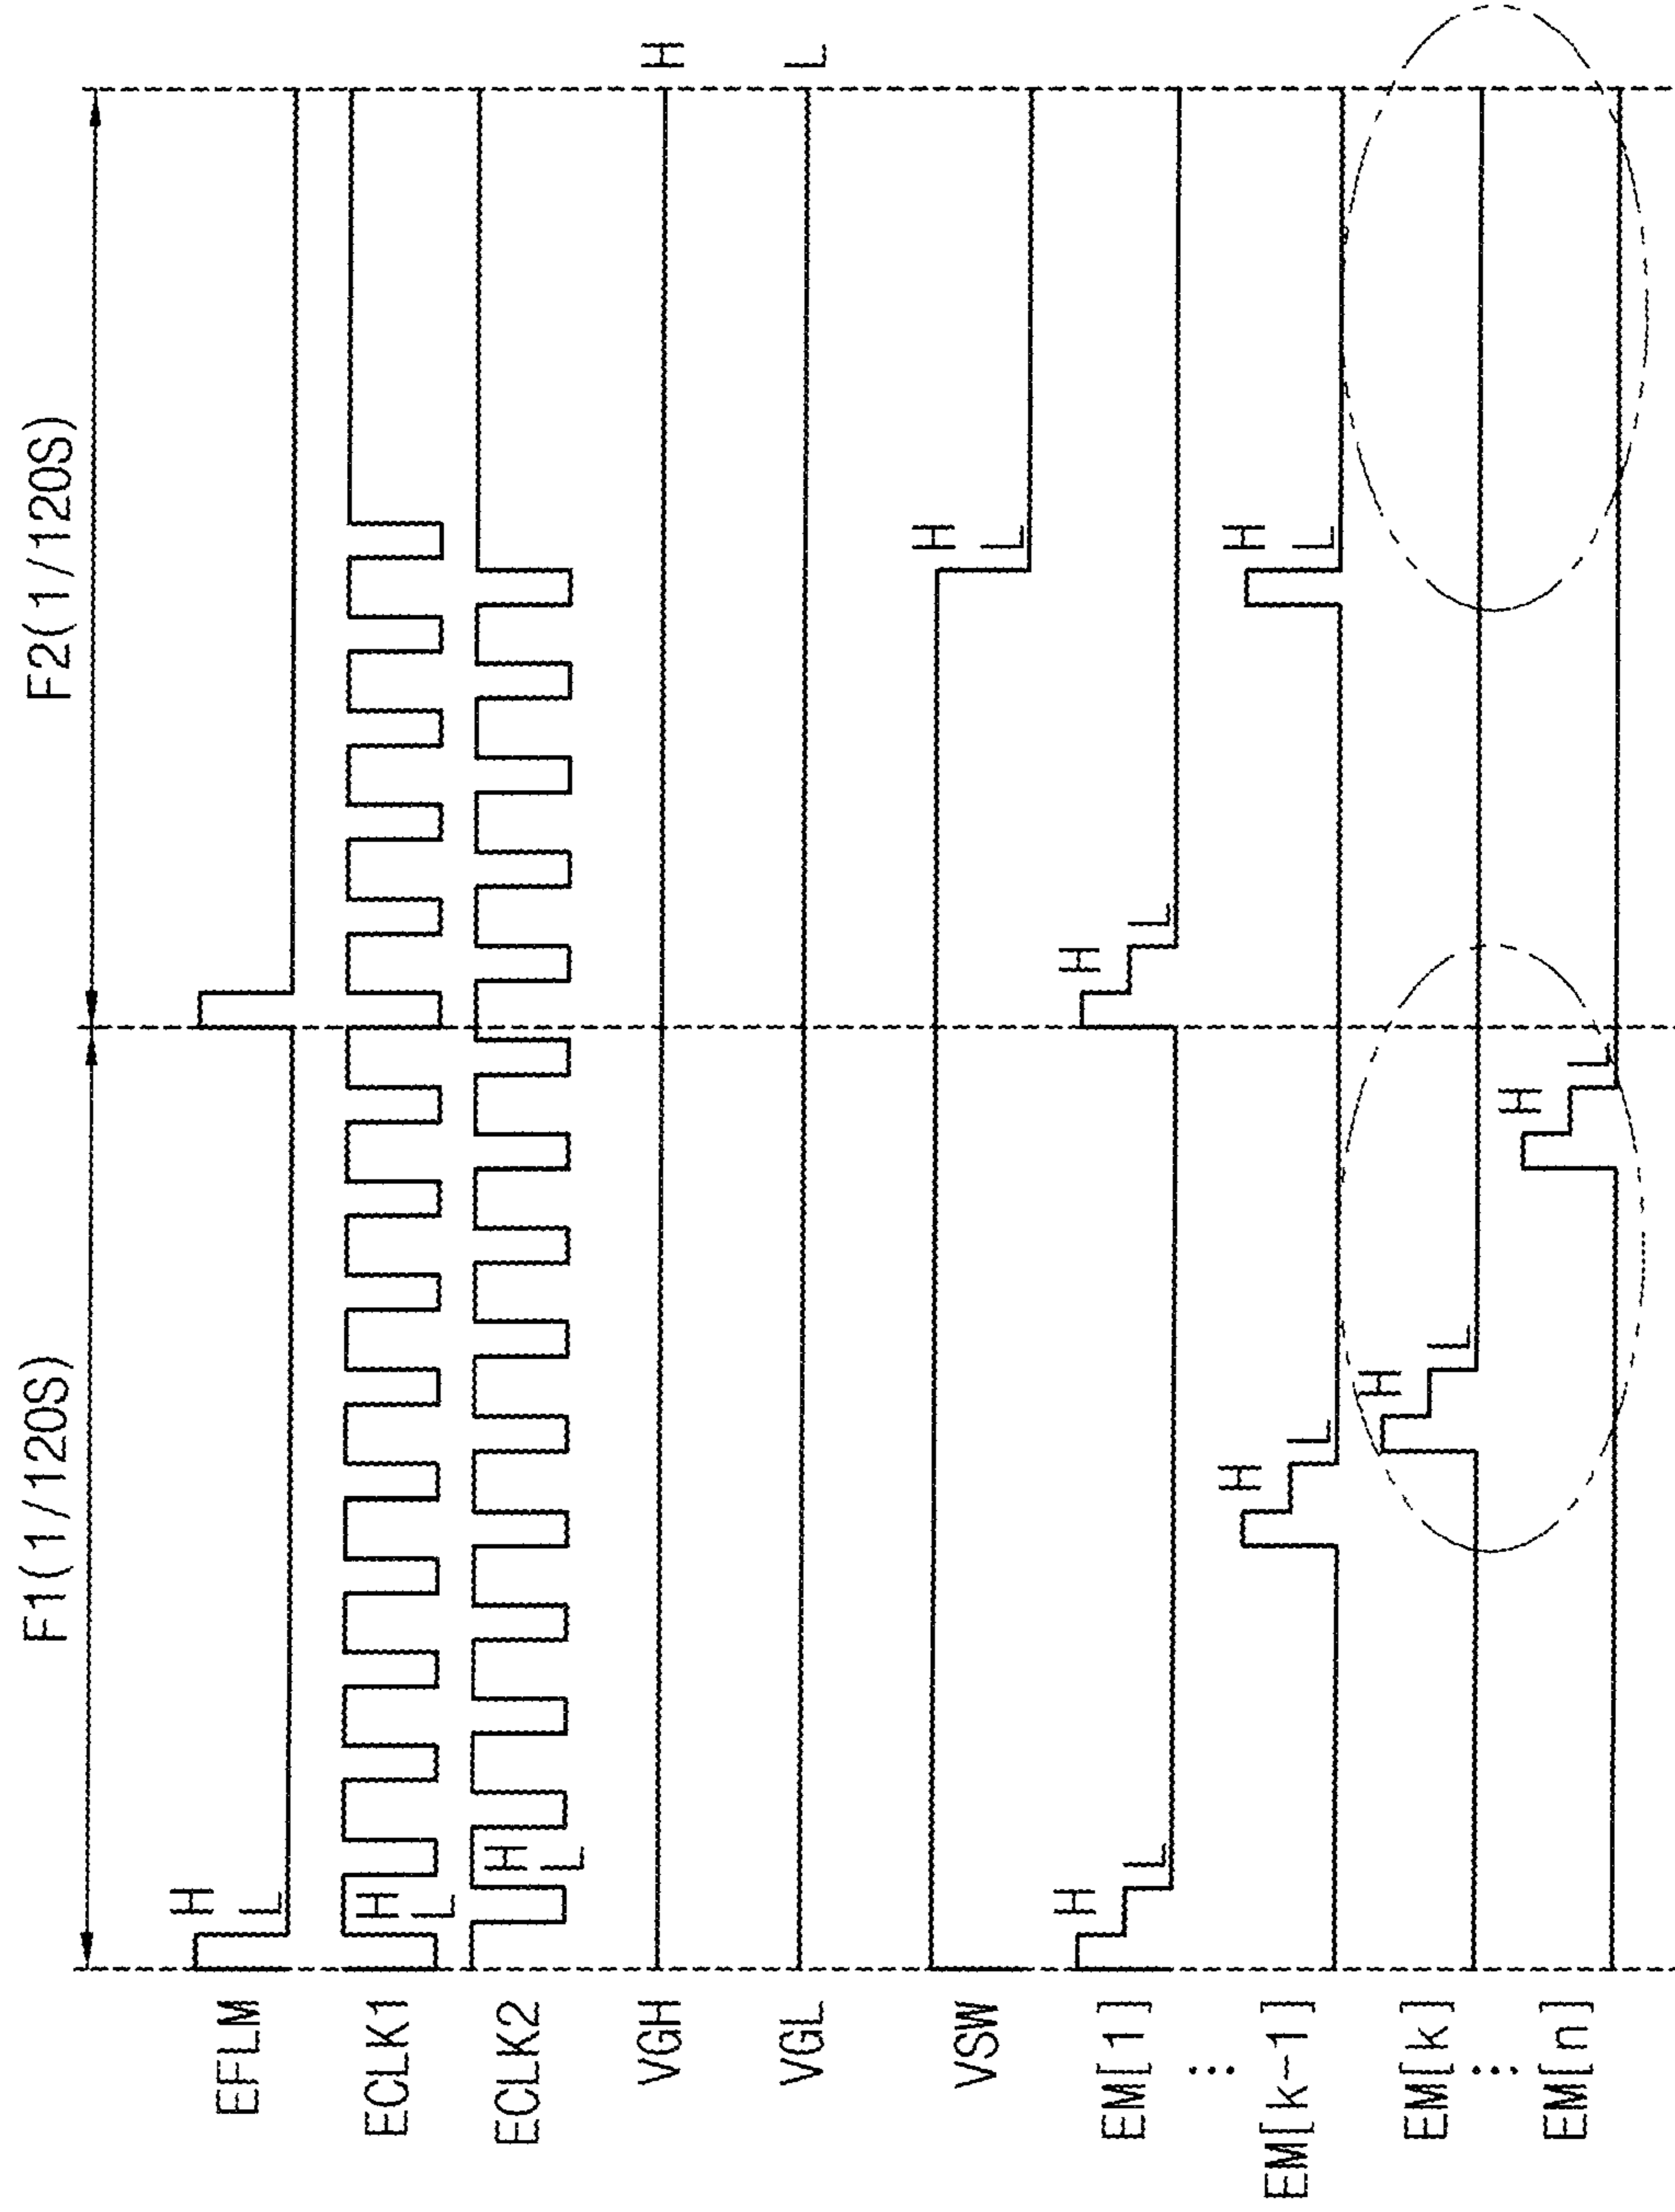 F1(1/120S) F2(1/120S)
EFLM H L
ECLK1 H L
ECLK2 H L
VGH H
VGL L
VSW H L
EM[1] H L H L
⋮
EM[k-1] H L H L
EM[k] H L
⋮
EM[n] H L